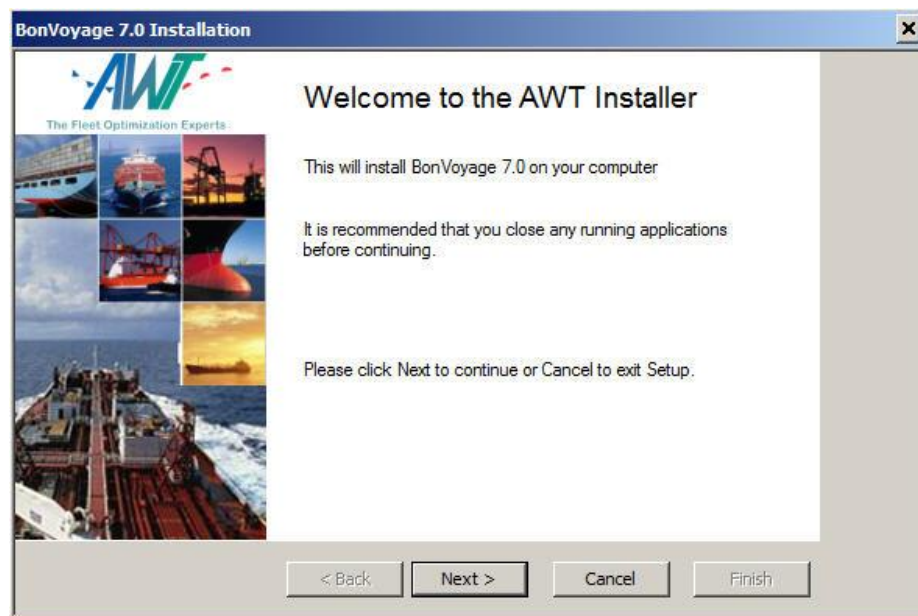 BonVoyage 7.0 Installation
AWT
The Fleet Optimization Experts
Welcome to the AWT Installer
This will install BonVoyage 7.0 on your computer
It is recommended that you close any running applications
before continuing.
Please click Next to continue or Cancel to exit Setup.
< Back
Next >
Cancel
Finish